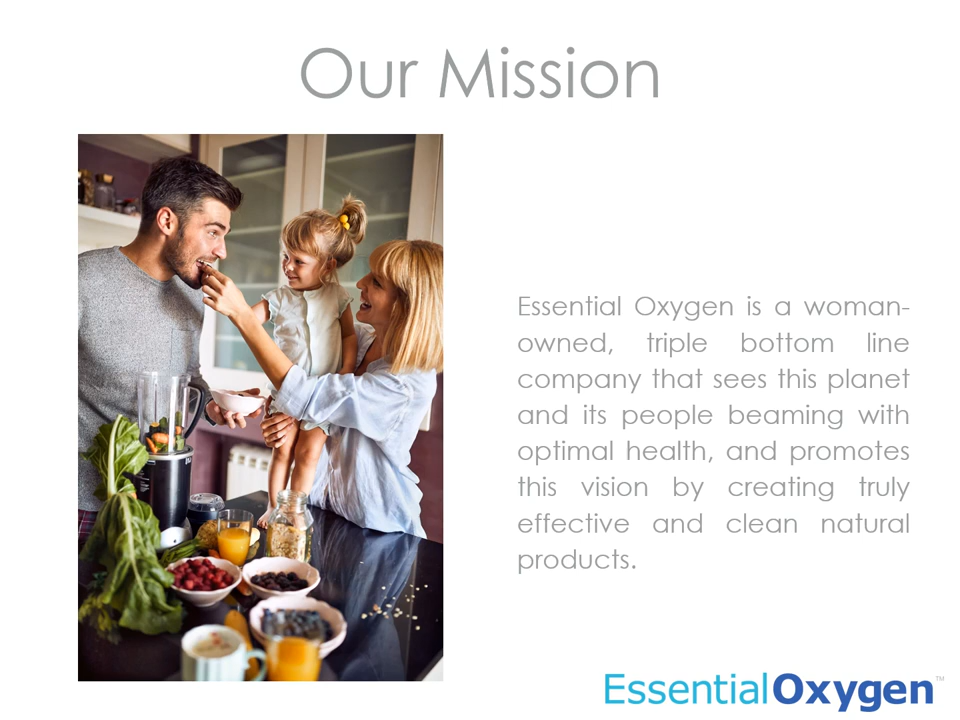 Our Mission
Essential Oxygen is a woman-
owned, triple bottom line
company that sees this planet
and its people beaming with
optimal health, and promotes
this vision by creating truly
effective and clean natural
products.
EssentialOxygen™